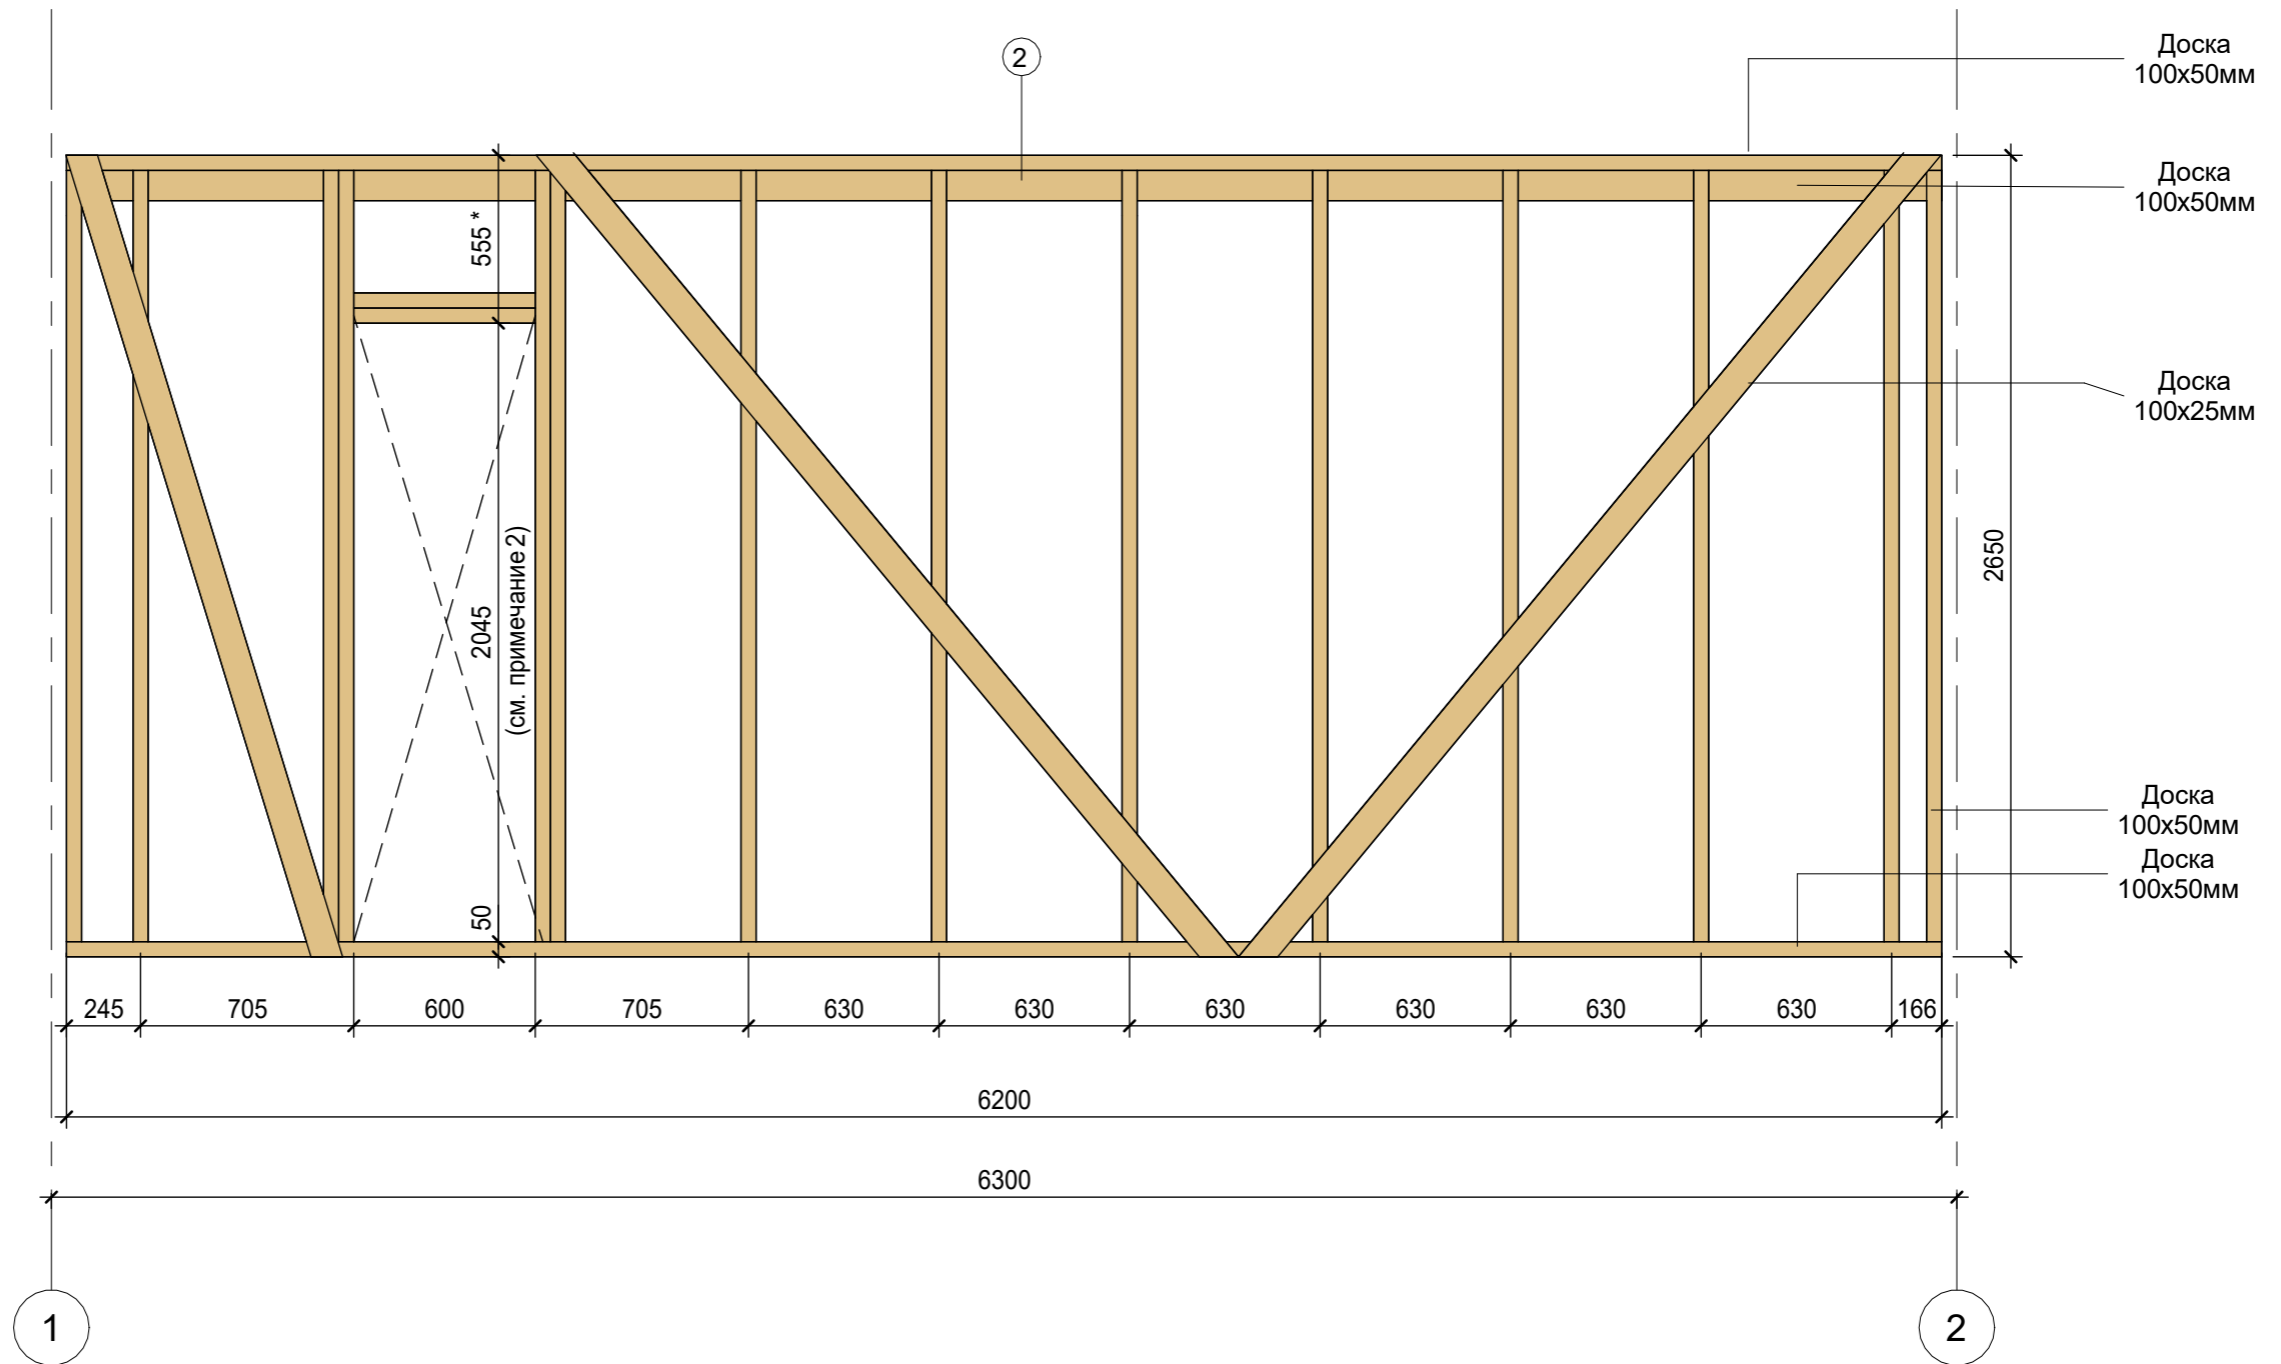 2
Доска
100x50мм
Доска
100x50мм
555 *
Доска
100x25мм
2650
2045
(см. примечание 2)
Доска
100x50мм
Доска
100x50мм
50
245 705 600 705 630 630 630 630 630 630 166
6200
6300
1 2